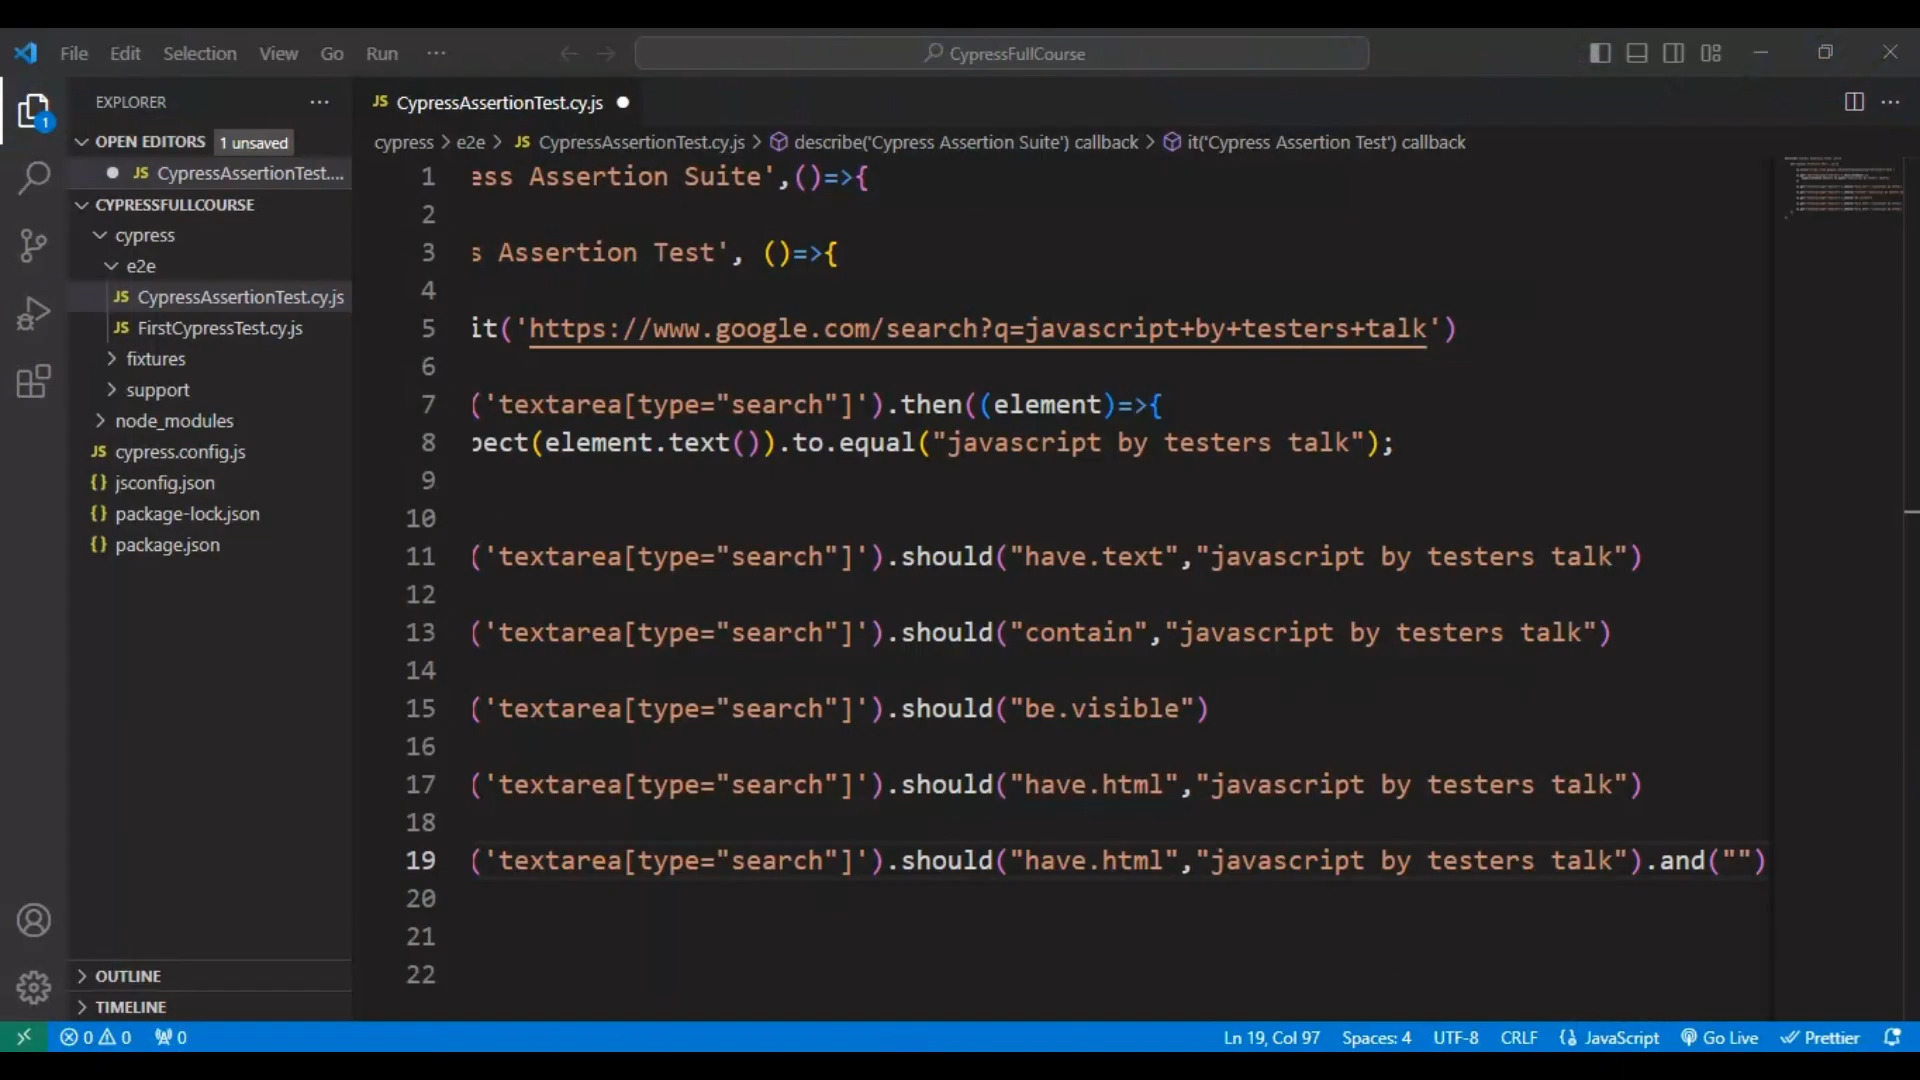 File Edit Selection View Go Run ··· CypressFullCourse
EXPLORER ···
OPEN EDITORS 1 unsaved
JS CypressAssertionTest....
CYPRESSFULLCOURSE
cypress
e2e
JS CypressAssertionTest.cy.js
JS FirstCypressTest.cy.js
fixtures
support
node_modules
JS cypress.config.js
{} jsconfig.json
{} package-lock.json
{} package.json
OUTLINE
TIMELINE
1
JS CypressAssertionTest.cy.js ● ···
cypress > e2e > JS CypressAssertionTest.cy.js > describe('Cypress Assertion Suite') callback > it('Cypress Assertion Test') callback
1 ess Assertion Suite',()=>{
2
3 s Assertion Test', ()=>{
4
5 it('https://www.google.com/search?q=javascript+by+testers+talk')
6
7 ('textarea[type="search"]').then((element)=>{
8 pect(element.text()).to.equal("javascript by testers talk");
9
10
11 ('textarea[type="search"]').should("have.text","javascript by testers talk")
12
13 ('textarea[type="search"]').should("contain","javascript by testers talk")
14
15 ('textarea[type="search"]').should("be.visible")
16
17 ('textarea[type="search"]').should("have.html","javascript by testers talk")
18
19 ('textarea[type="search"]').should("have.html","javascript by testers talk").and("")
20
21
22
0 0 0 Ln 19, Col 97 Spaces: 4 UTF-8 CRLF JavaScript Go Live Prettier